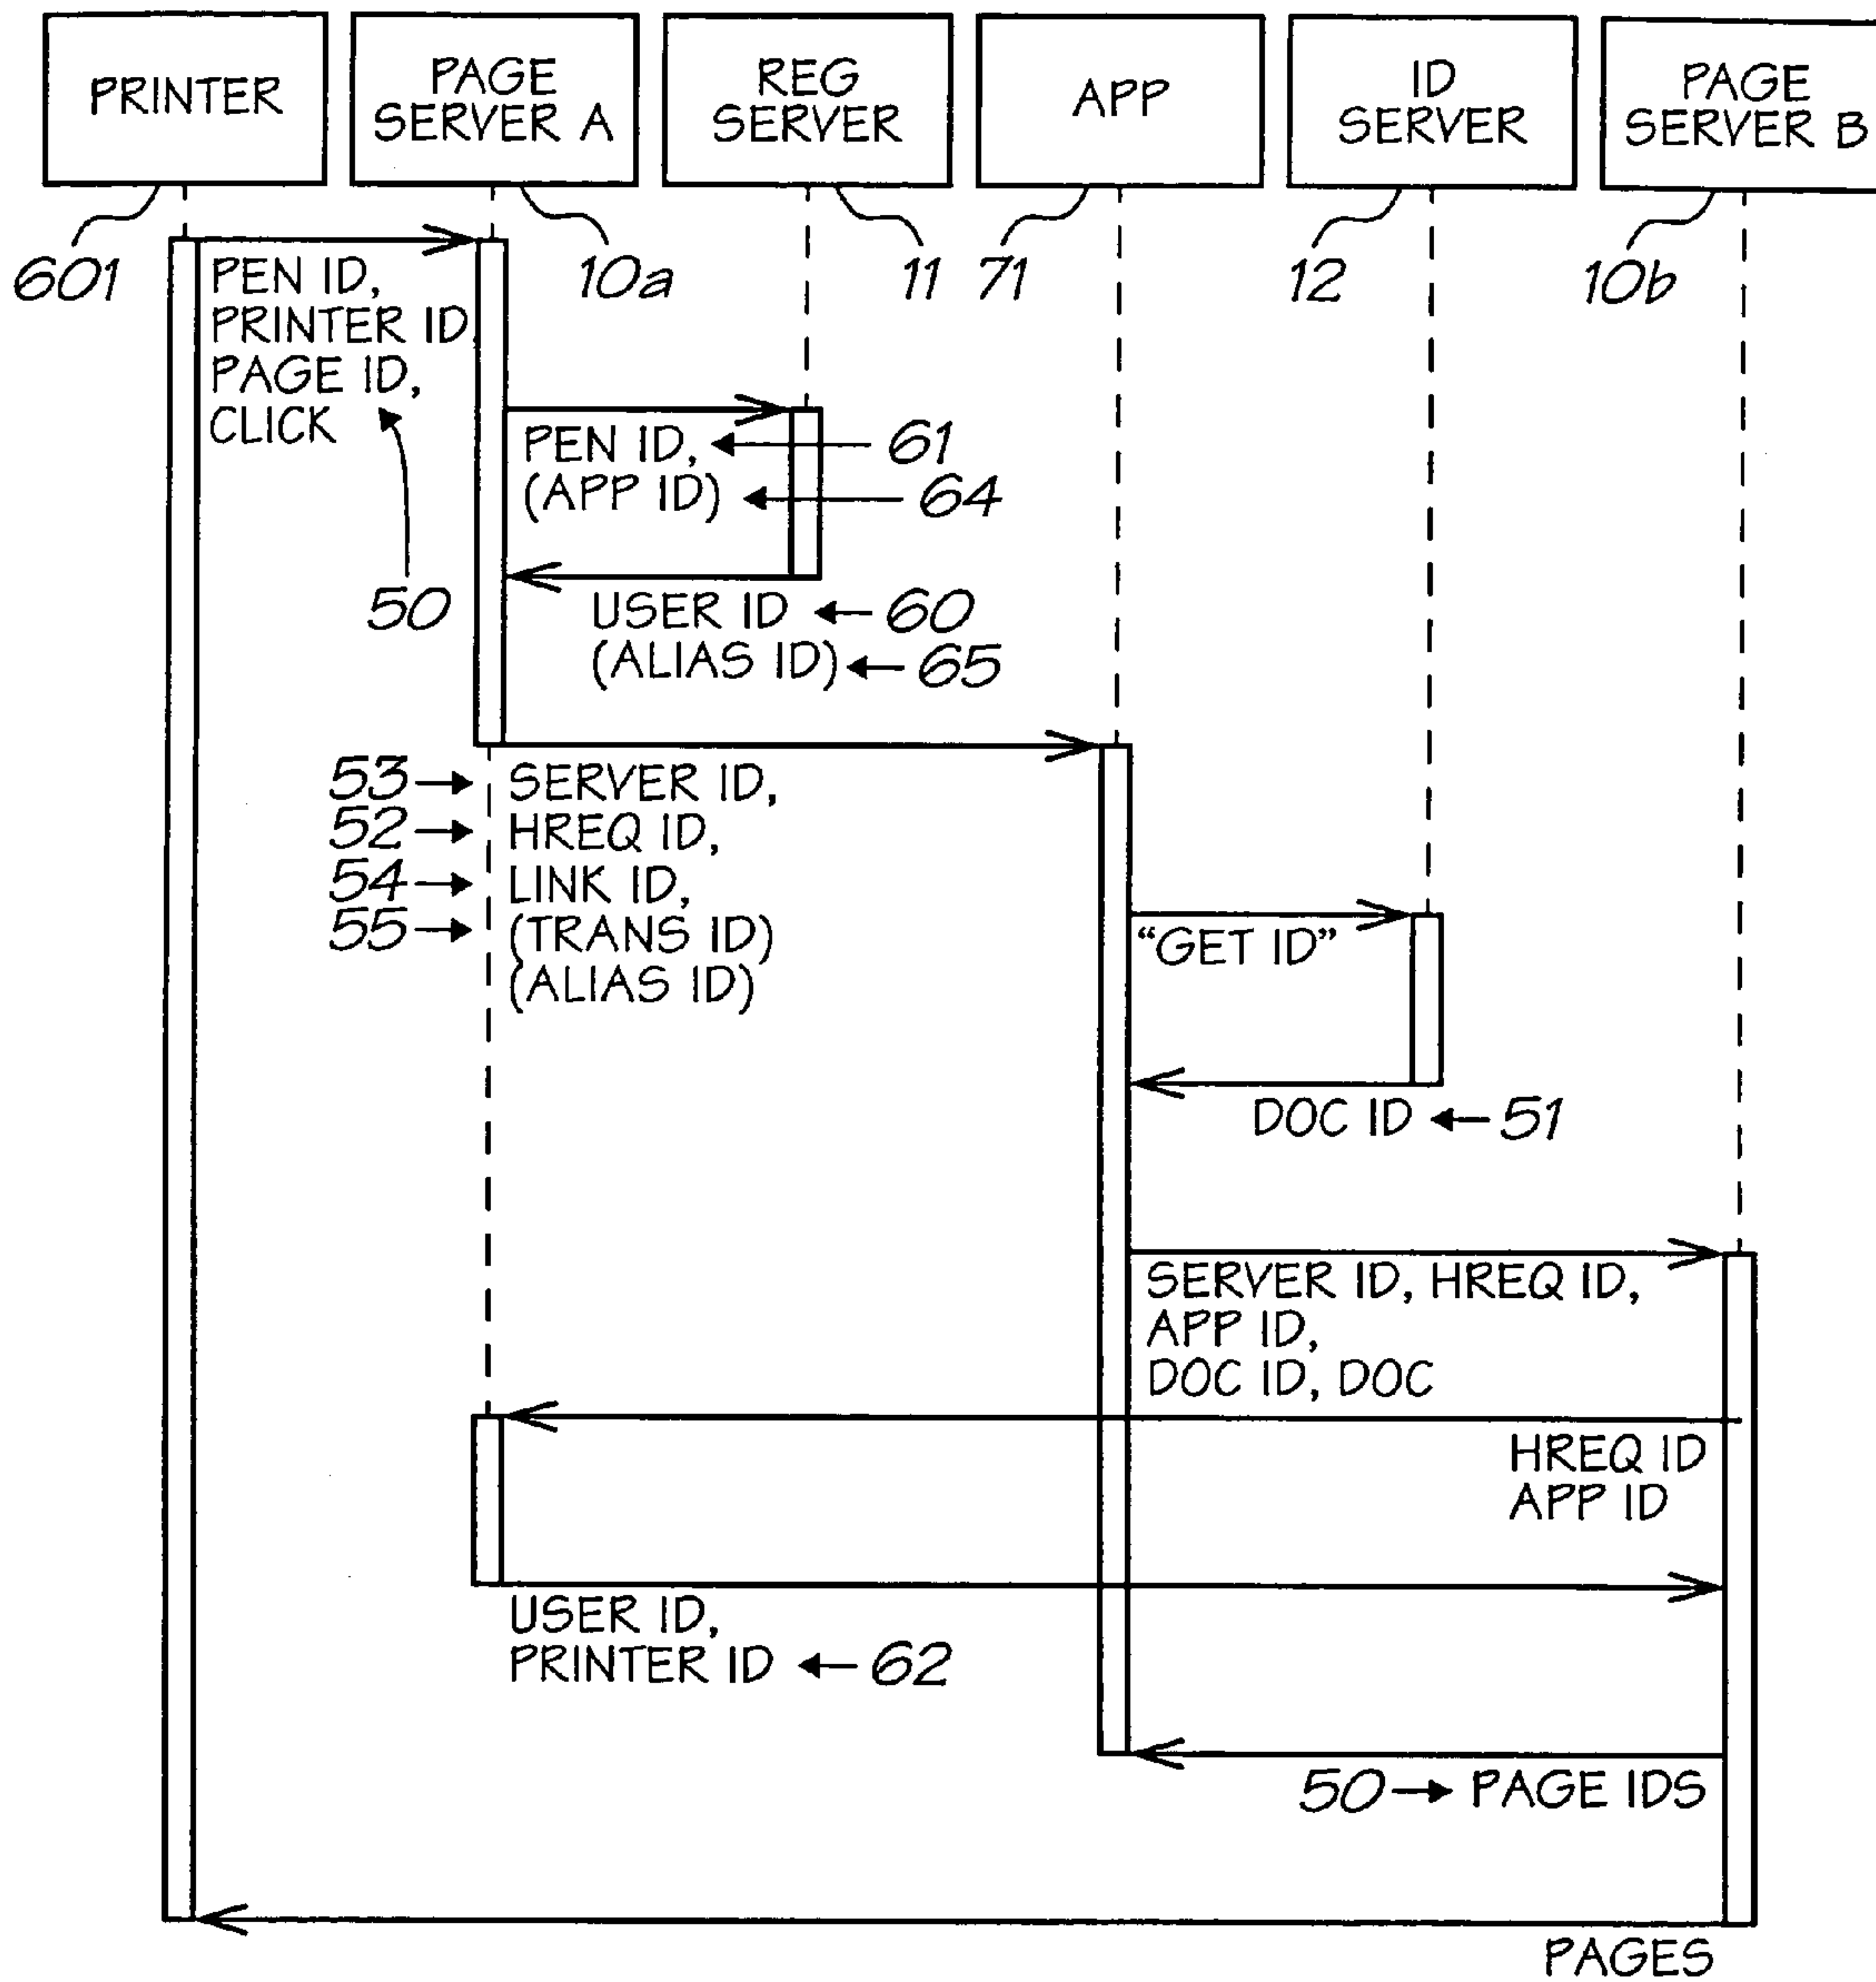 PRINTER
PAGE
SERVER A
REG
SERVER
APP
ID
SERVER
PAGE
SERVER B
601
10a
11
71
12
10b
PEN ID,
PRINTER ID
PAGE ID,
CLICK
50
PEN ID,
61
(APP ID)
64
USER ID
60
(ALIAS ID)
65
53
SERVER ID,
52
HREQ ID,
54
LINK ID,
55
(TRANS ID)
(ALIAS ID)
“GET ID”
DOC ID
51
SERVER ID, HREQ ID,
APP ID,
DOC ID, DOC
HREQ ID
APP ID
USER ID,
PRINTER ID
62
50
PAGE IDS
PAGES